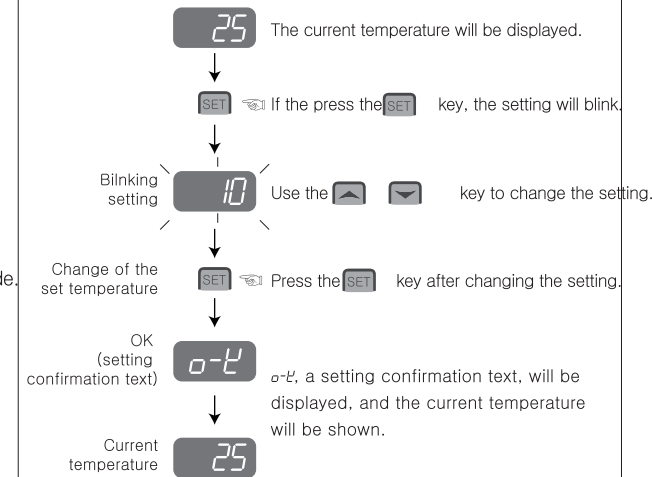 25 The current temperature will be displayed.
SET If the press the SET key, the setting will blink.
Bilnking
setting
10 Use the key to change the setting.
de.
Change of the
set temperature
SET Press the SET key after changing the setting.
OK
(setting
confirmation text)
o-k
o-k, a setting confirmation text, will be
displayed, and the current temperature
will be shown.
Current
temperature
25